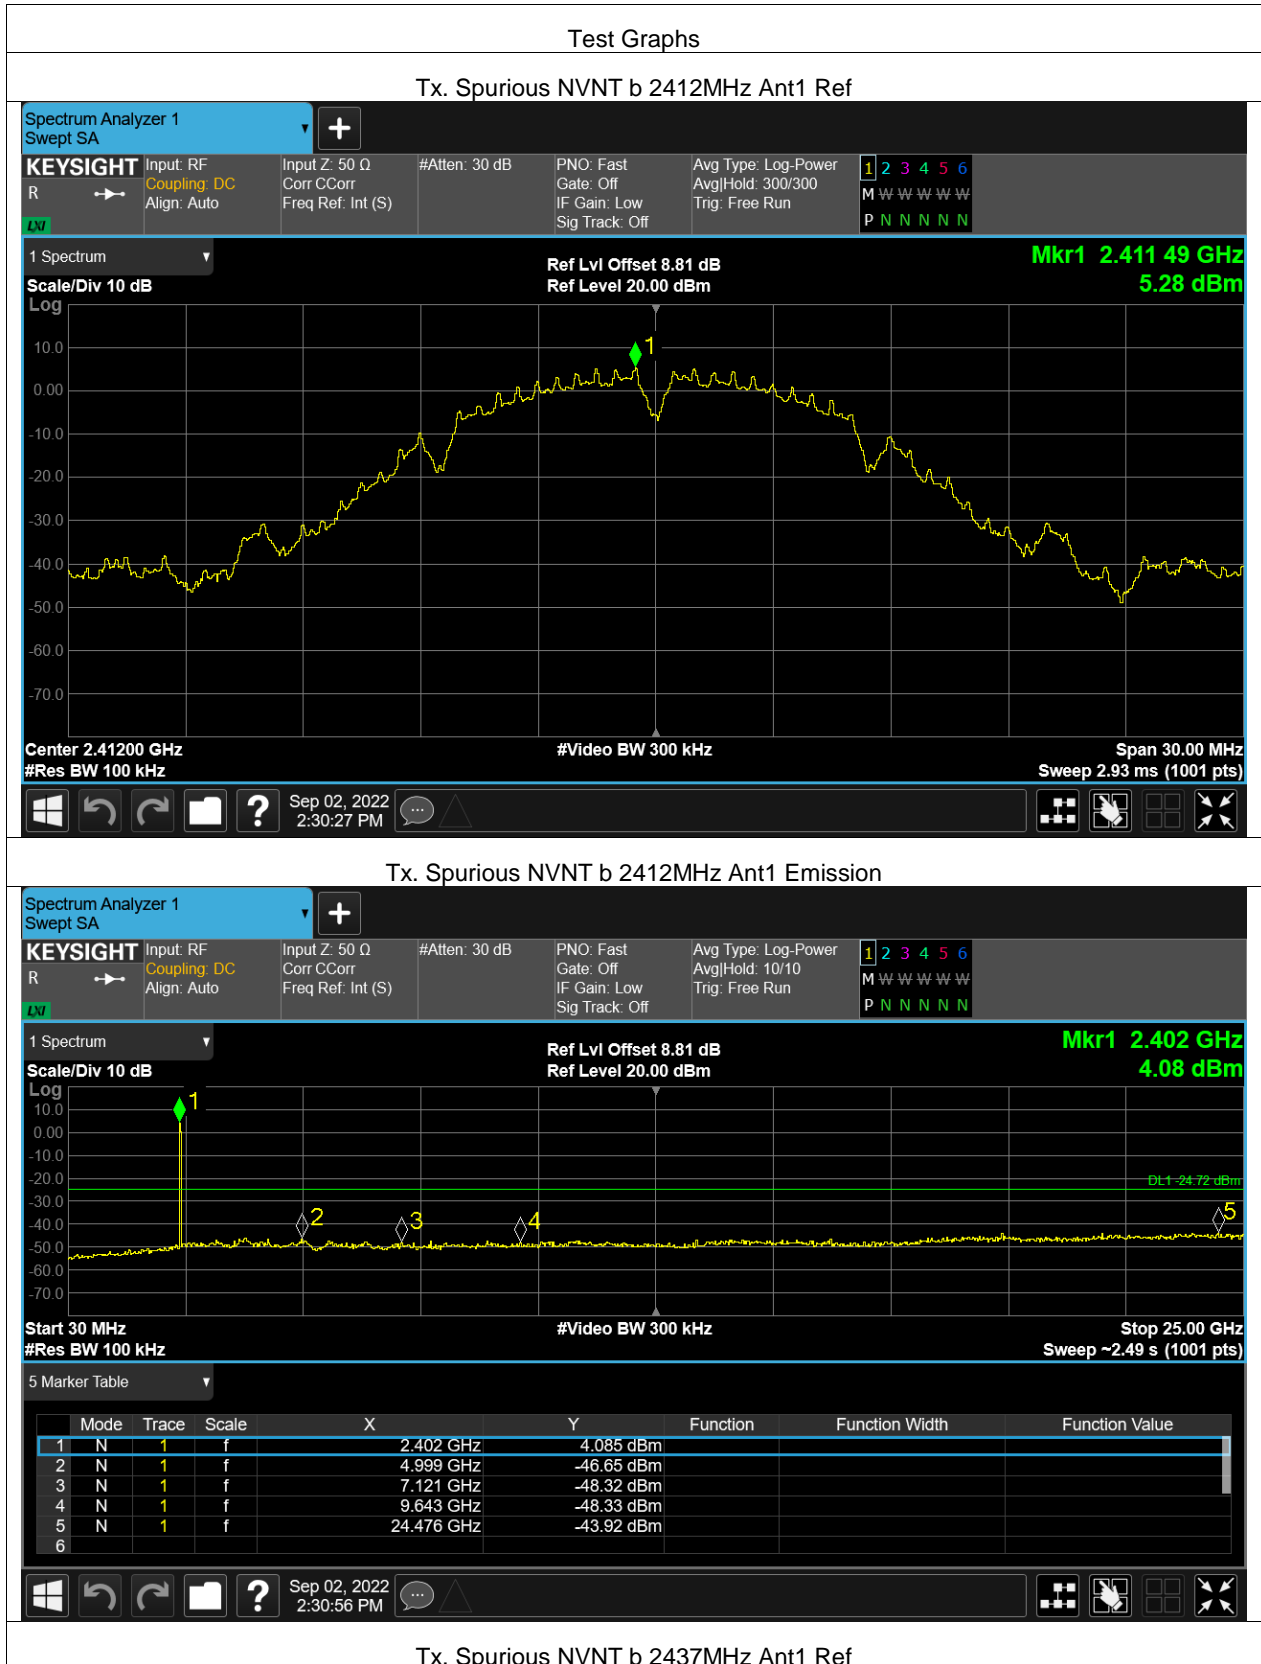 Test Graphs
Tx. Spurious NVNT b 2412MHz Ant1 Ref
Spectrum Analyzer 1
Swept SA
KEYSIGHT Input: RF Input Z: 50 Ω #Atten: 30 dB PNO: Fast Avg Type: Log-Power 1 2 3 4 5 6
R Coupling: DC Corr CCorr Gate: Off Avg|Hold: 300/300 M W W W W W
Align: Auto Freq Ref: Int (S) IF Gain: Low Trig: Free Run
LXI Sig Track: Off P N N N N N
1 Spectrum Ref Lvl Offset 8.81 dB Mkr1 2.411 49 GHz
Scale/Div 10 dB Ref Level 20.00 dBm 5.28 dBm
Log
1
10.0
0.00
-10.0
-20.0
-30.0
-40.0
-50.0
-60.0
-70.0
Center 2.41200 GHz #Video BW 300 kHz Span 30.00 MHz
#Res BW 100 kHz Sweep 2.93 ms (1001 pts)
? Sep 02, 2022
2:30:27 PM
Tx. Spurious NVNT b 2412MHz Ant1 Emission
Spectrum Analyzer 1
Swept SA
KEYSIGHT Input: RF Input Z: 50 Ω #Atten: 30 dB PNO: Fast Avg Type: Log-Power 1 2 3 4 5 6
R Coupling: DC Corr CCorr Gate: Off Avg|Hold: 10/10 M W W W W W
Align: Auto Freq Ref: Int (S) IF Gain: Low Trig: Free Run
LXI Sig Track: Off P N N N N N
1 Spectrum Ref Lvl Offset 8.81 dB Mkr1 2.402 GHz
Scale/Div 10 dB Ref Level 20.00 dBm 4.08 dBm
Log
1
10.0
0.00
-10.0
-20.0 DL1 -24.72 dBm
-30.0
-40.0 2 3 4 5
-50.0
-60.0
-70.0
Start 30 MHz #Video BW 300 kHz Stop 25.00 GHz
#Res BW 100 kHz Sweep ~2.49 s (1001 pts)
5 Marker Table
Mode Trace Scale X Y Function Function Width Function Value
1 N 1 f 2.402 GHz 4.085 dBm
2 N 1 f 4.999 GHz -46.65 dBm
3 N 1 f 7.121 GHz -48.32 dBm
4 N 1 f 9.643 GHz -48.33 dBm
5 N 1 f 24.476 GHz -43.92 dBm
6
? Sep 02, 2022
2:30:56 PM
Tx. Spurious NVNT b 2437MHz Ant1 Ref